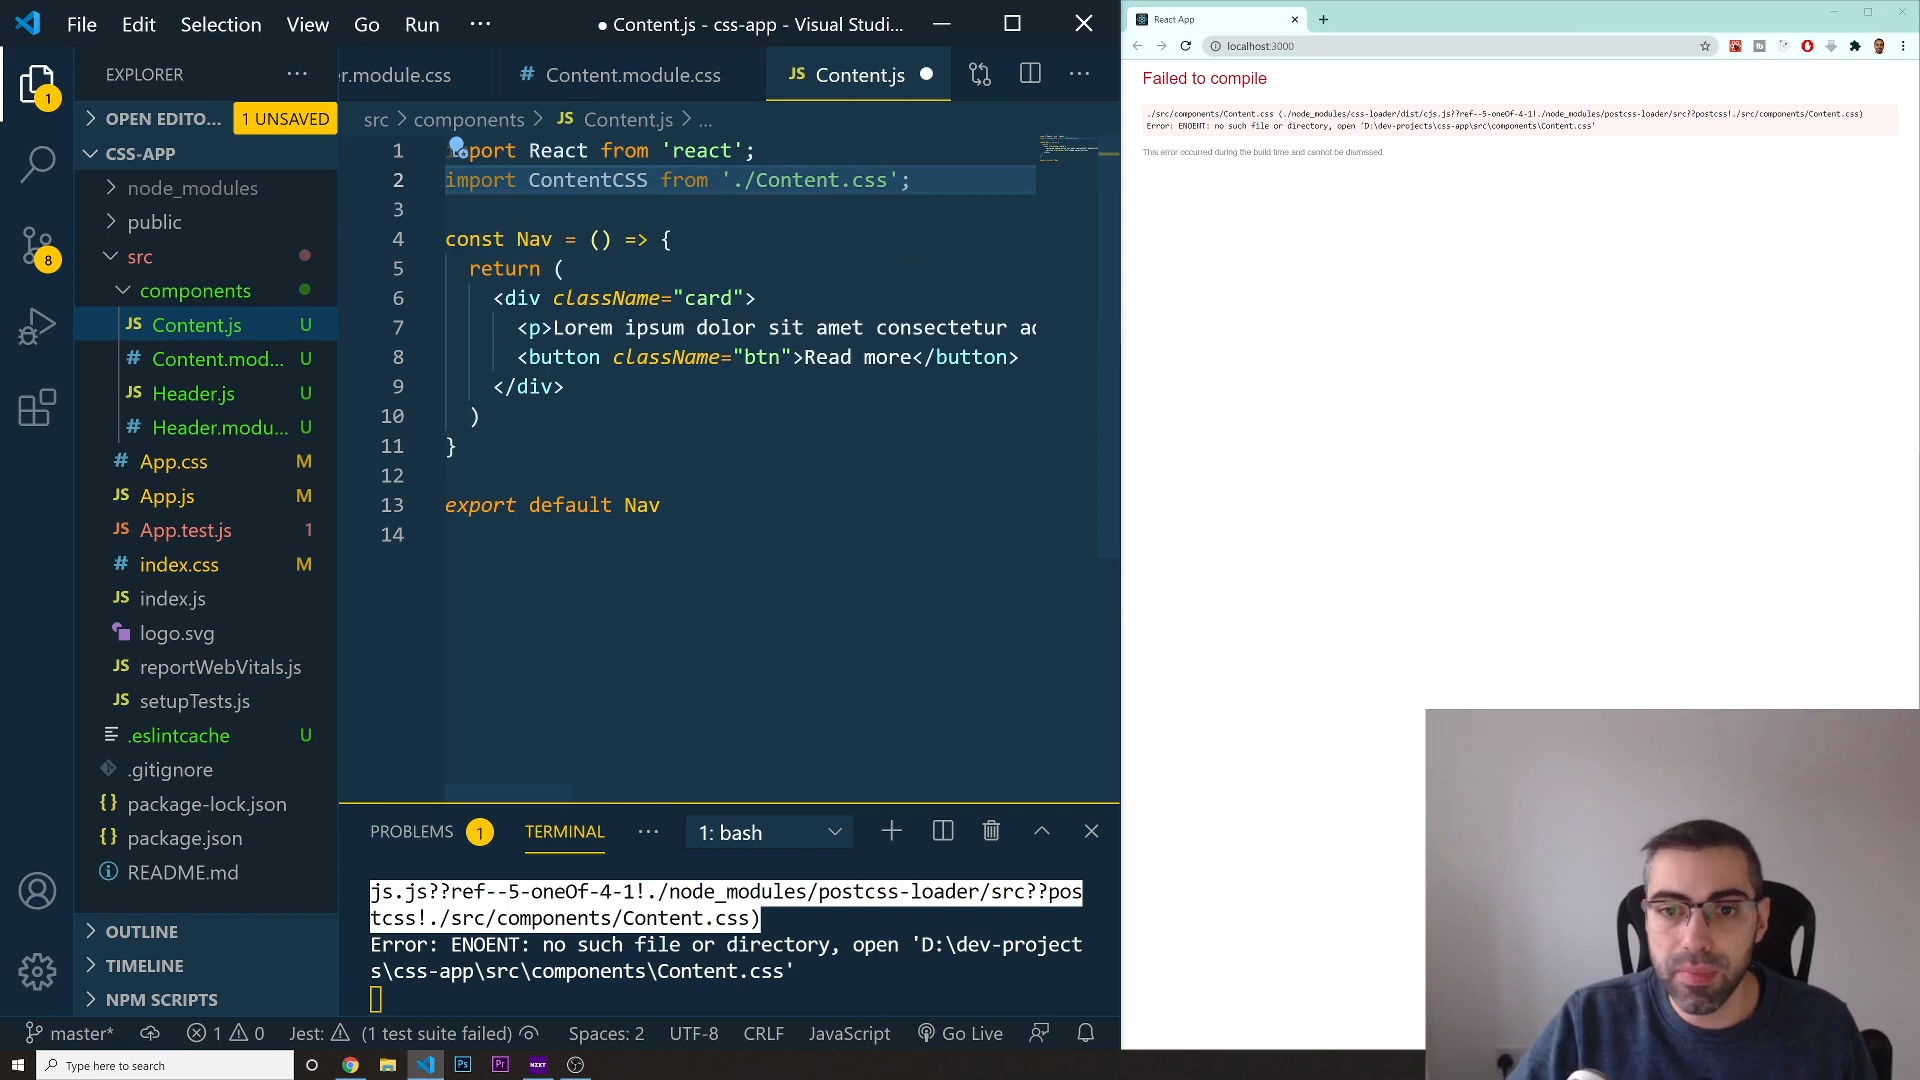 File Edit Selection View Go Run ··· ● Content.js - css-app - Visual Studi...
EXPLORER ···
OPEN EDITO... 1 UNSAVED
CSS-APP
node_modules
public
src
components
JS Content.js U
# Content.mod... U
JS Header.js U
# Header.modu... U
# App.css M
JS App.js M
JS App.test.js 1
# index.css M
JS index.js
logo.svg
JS reportWebVitals.js
JS setupTests.js
.eslintcache U
.gitignore
{} package-lock.json
{} package.json
README.md
OUTLINE
TIMELINE
NPM SCRIPTS
1
8
er.module.css # Content.module.css JS Content.js ●
src > components > JS Content.js > ...
1 import React from 'react';
2 import ContentCSS from './Content.css';
3
4 const Nav = () => {
5 return (
6 <div className="card">
7 <p>Lorem ipsum dolor sit amet consectetur ad
8 <button className="btn">Read more</button>
9 </div>
10 )
11 }
12
13 export default Nav
14
PROBLEMS 1 TERMINAL ··· 1: bash
js.js??ref--5-oneOf-4-1!./node_modules/postcss-loader/src??pos
tcss!./src/components/Content.css)
Error: ENOENT: no such file or directory, open 'D:\dev-project
s\css-app\src\components\Content.css'
master* 1 0 Jest: (1 test suite failed) Spaces: 2 UTF-8 CRLF JavaScript Go Live
Type here to search
Ps Pr NZXT
React App
localhost:3000
Failed to compile
./src/components/Content.css (./node_modules/css-loader/dist/cjs.js??ref--5-oneOf-4-1!./node_modules/postcss-loader/src??postcss!./src/components/Content.css)
Error: ENOENT: no such file or directory, open 'D:\dev-projects\css-app\src\components\Content.css'
This error occurred during the build time and cannot be dismissed.